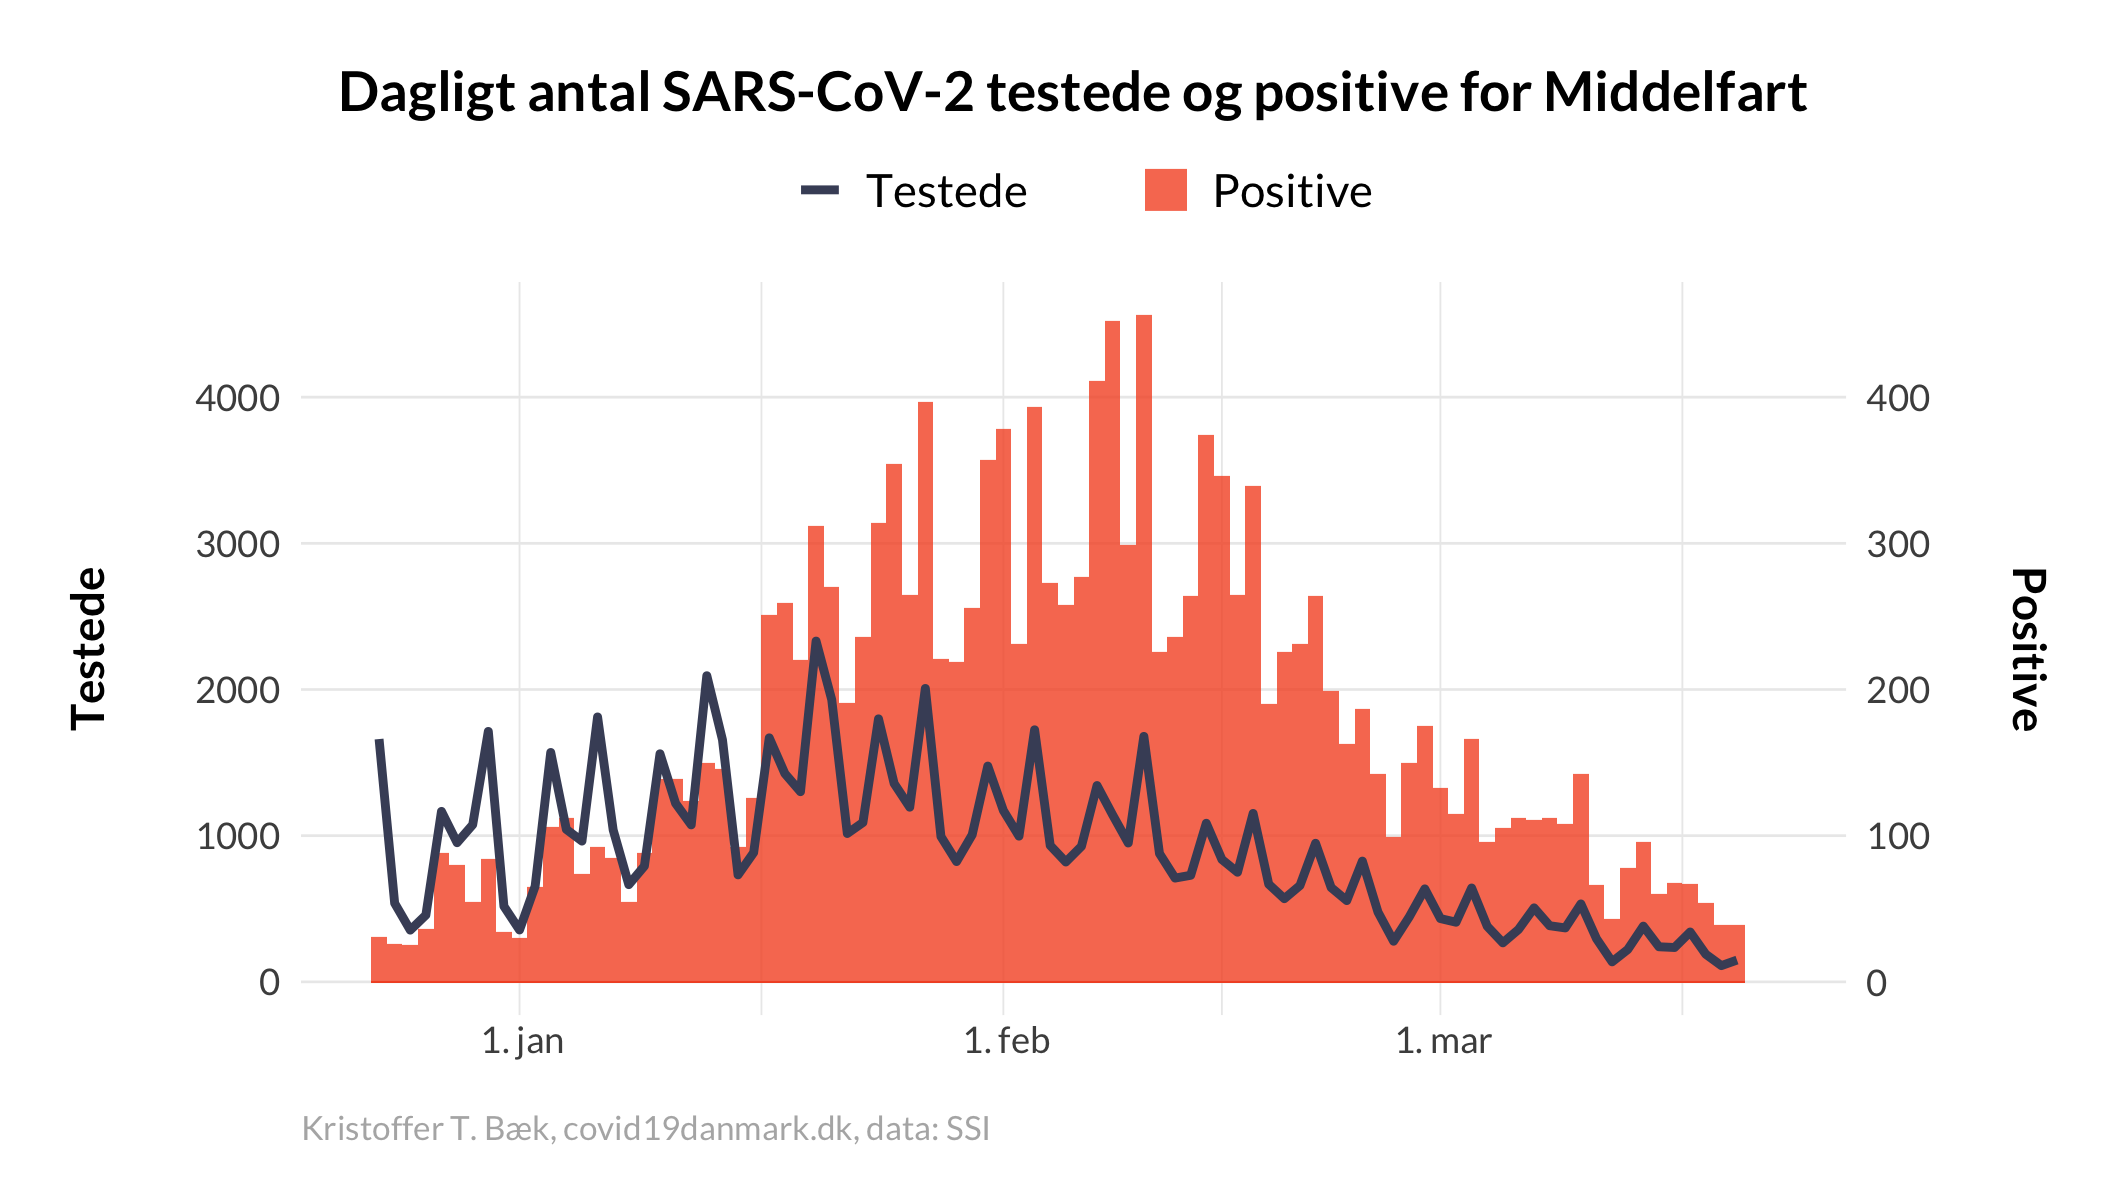 Dagligt antal SARS-CoV-2 testede og positive for Middelfart
Testede
Positive
4000
3000
2000
1000
0
Testede
400
300
200
100
0
Positive
1. jan
1. feb
1. mar
Kristoffer T. Bæk, covid19danmark.dk, data: SSI